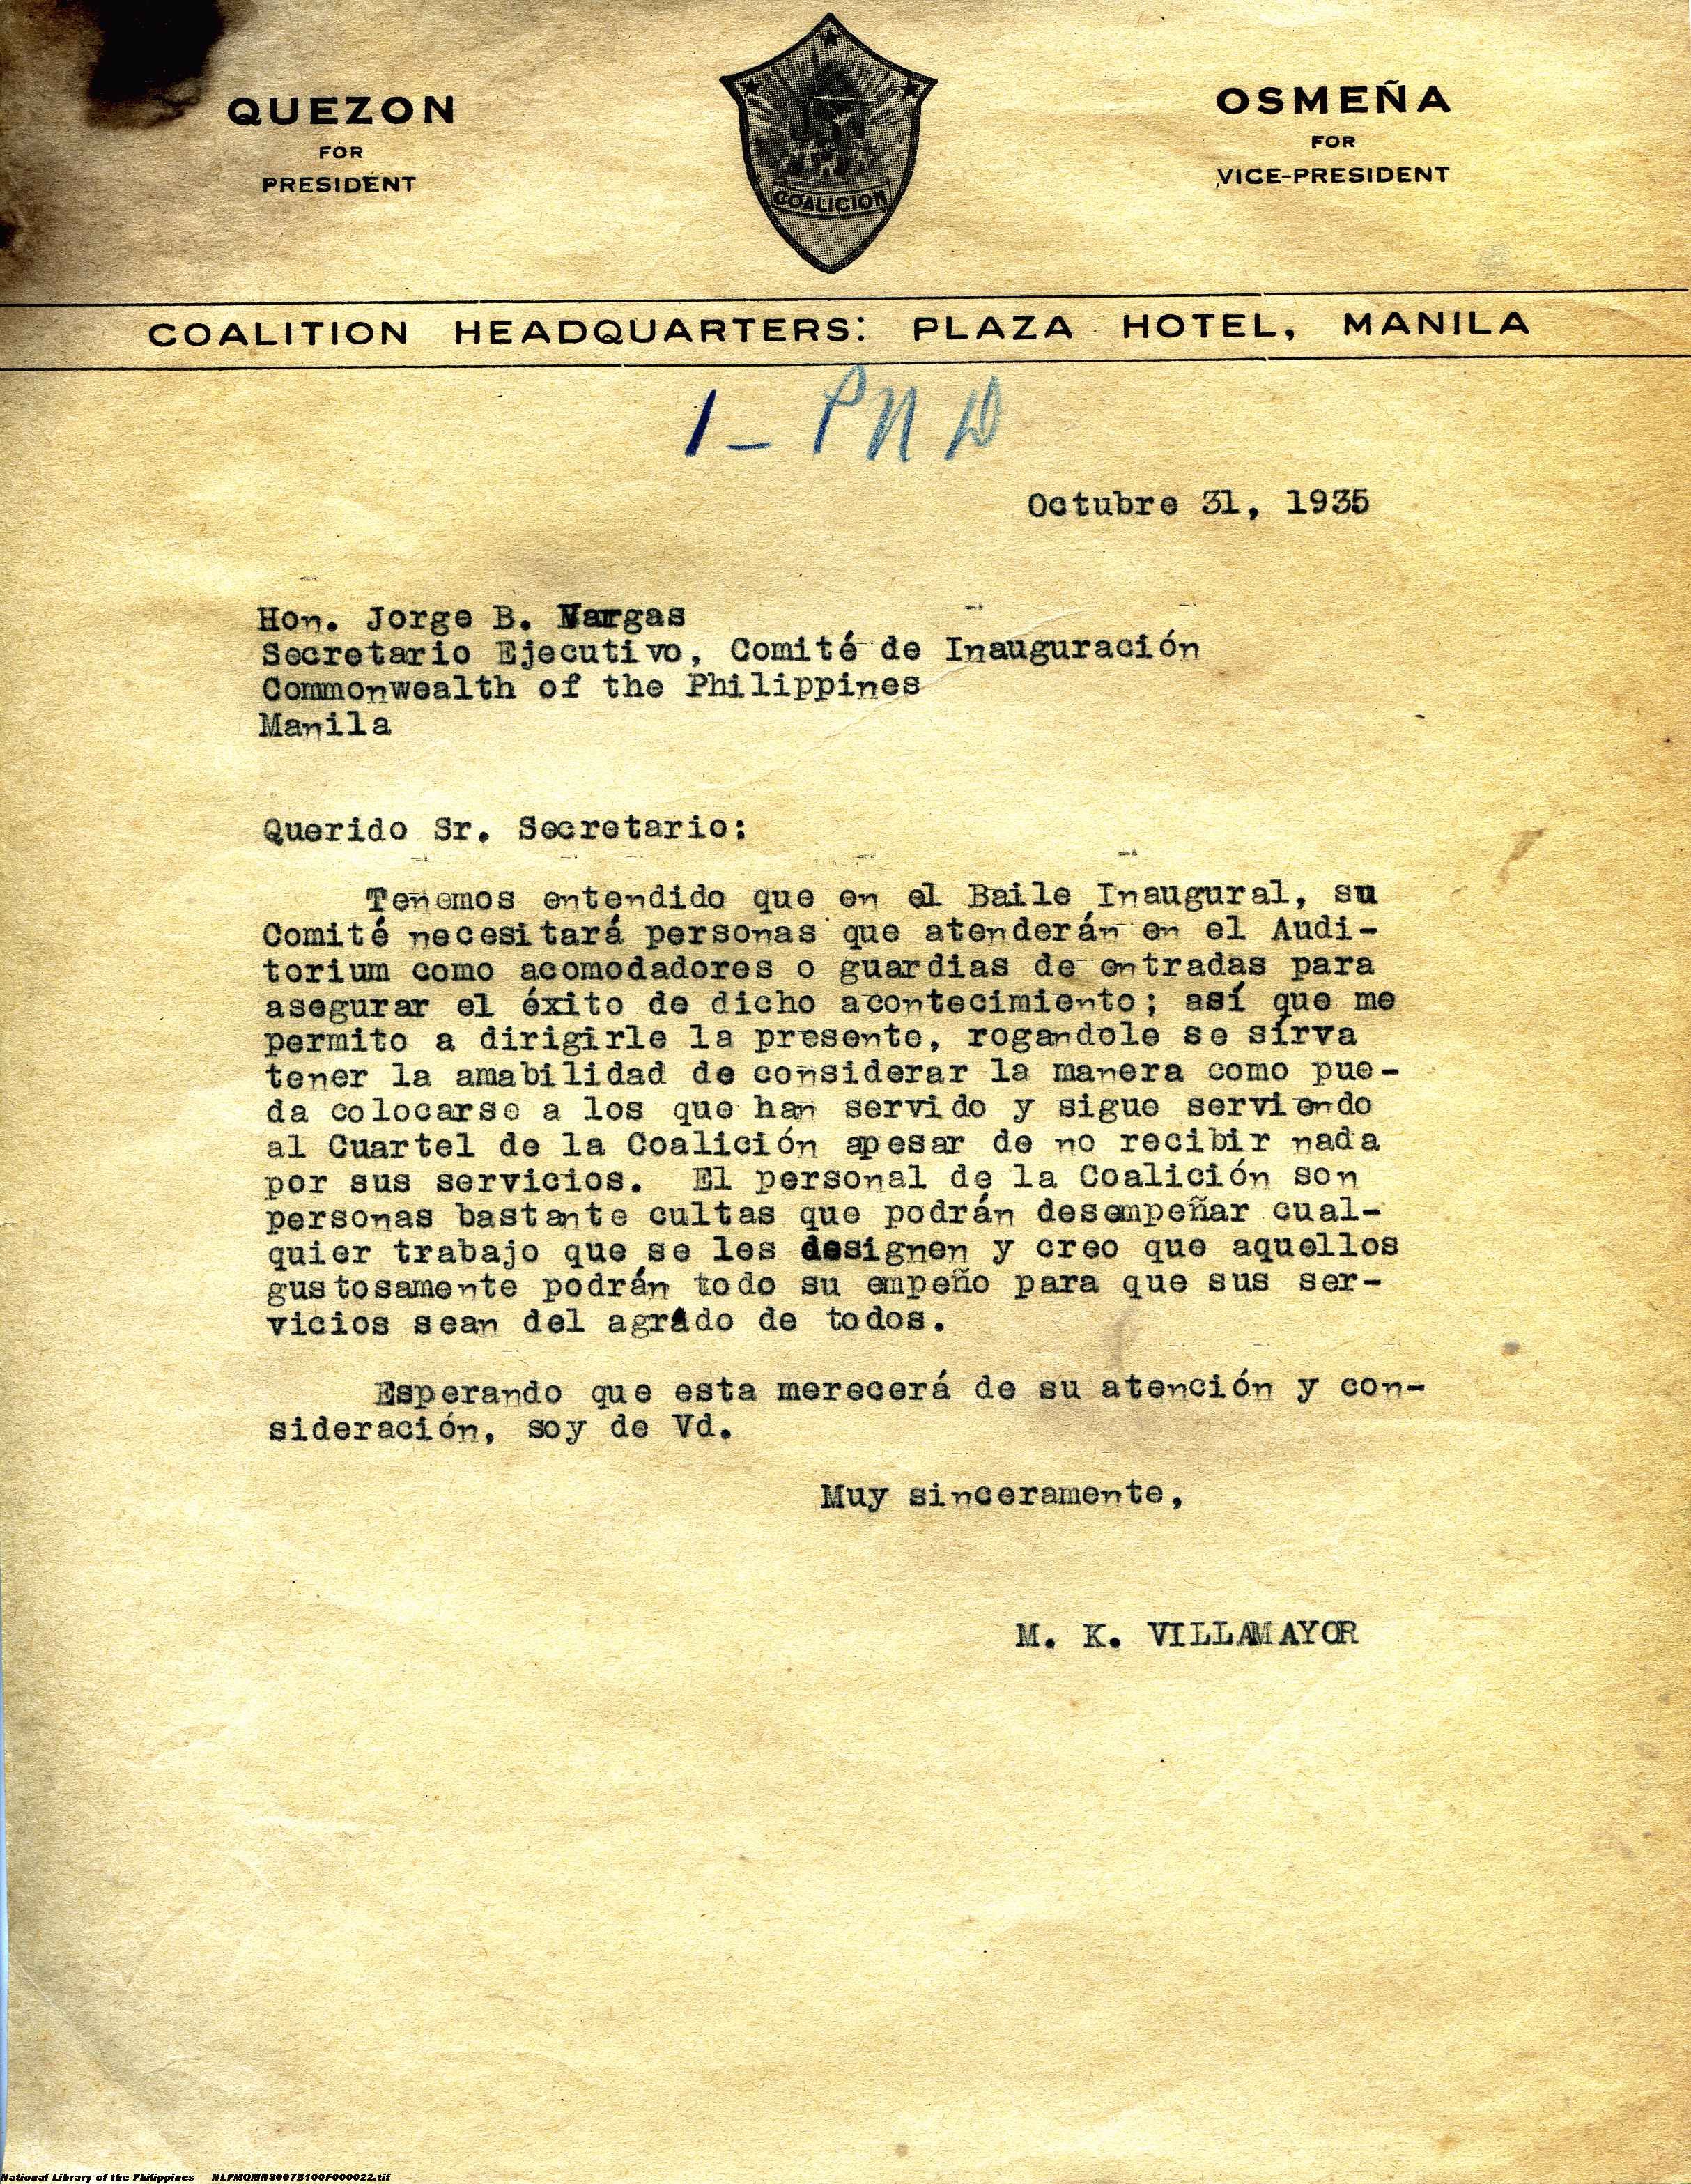 QUEZON
FOR
PRESIDENT
COALICION
OSMEÑA
FOR
VICE-PRESIDENT
COALITION HEADQUARTERS: PLAZA HOTEL, MANILA
1 - PND
Octubre 31, 1935
Hon. Jorge B. Vargas
Secretario Ejecutivo, Comité de Inauguración
Commonwealth of the Philippines
Manila
Querido Sr. Secretario:
Tenemos entendido que en el Baile Inaugural, su
Comité necesitará personas que atenderán en el Audi-
torium como acomodadores o guardias de entradas para
asegurar el éxito de dicho acontecimiento; así que me
permito a dirigirle la presente, rogandole se sirva
tener la amabilidad de considerar la manera como pue-
da colocarse a los que han servido y sigue serviendo
al Cuartel de la Coalición apesar de no recibir nada
por sus servicios. El personal de la Coalición son
personas bastante cultas que podrán desempeñar cual-
quier trabajo que se les designen y creo que aquellos
gustosamente podrán todo su empeño para que sus ser-
vicios sean del agrado de todos.
Esperando que esta merecerá de su atención y con-
sideración, soy de Vd.
Muy sinceramente,
M. K. VILLAMAYOR
National Library of the Philippines NLPMQMNS007B100F000022.tif